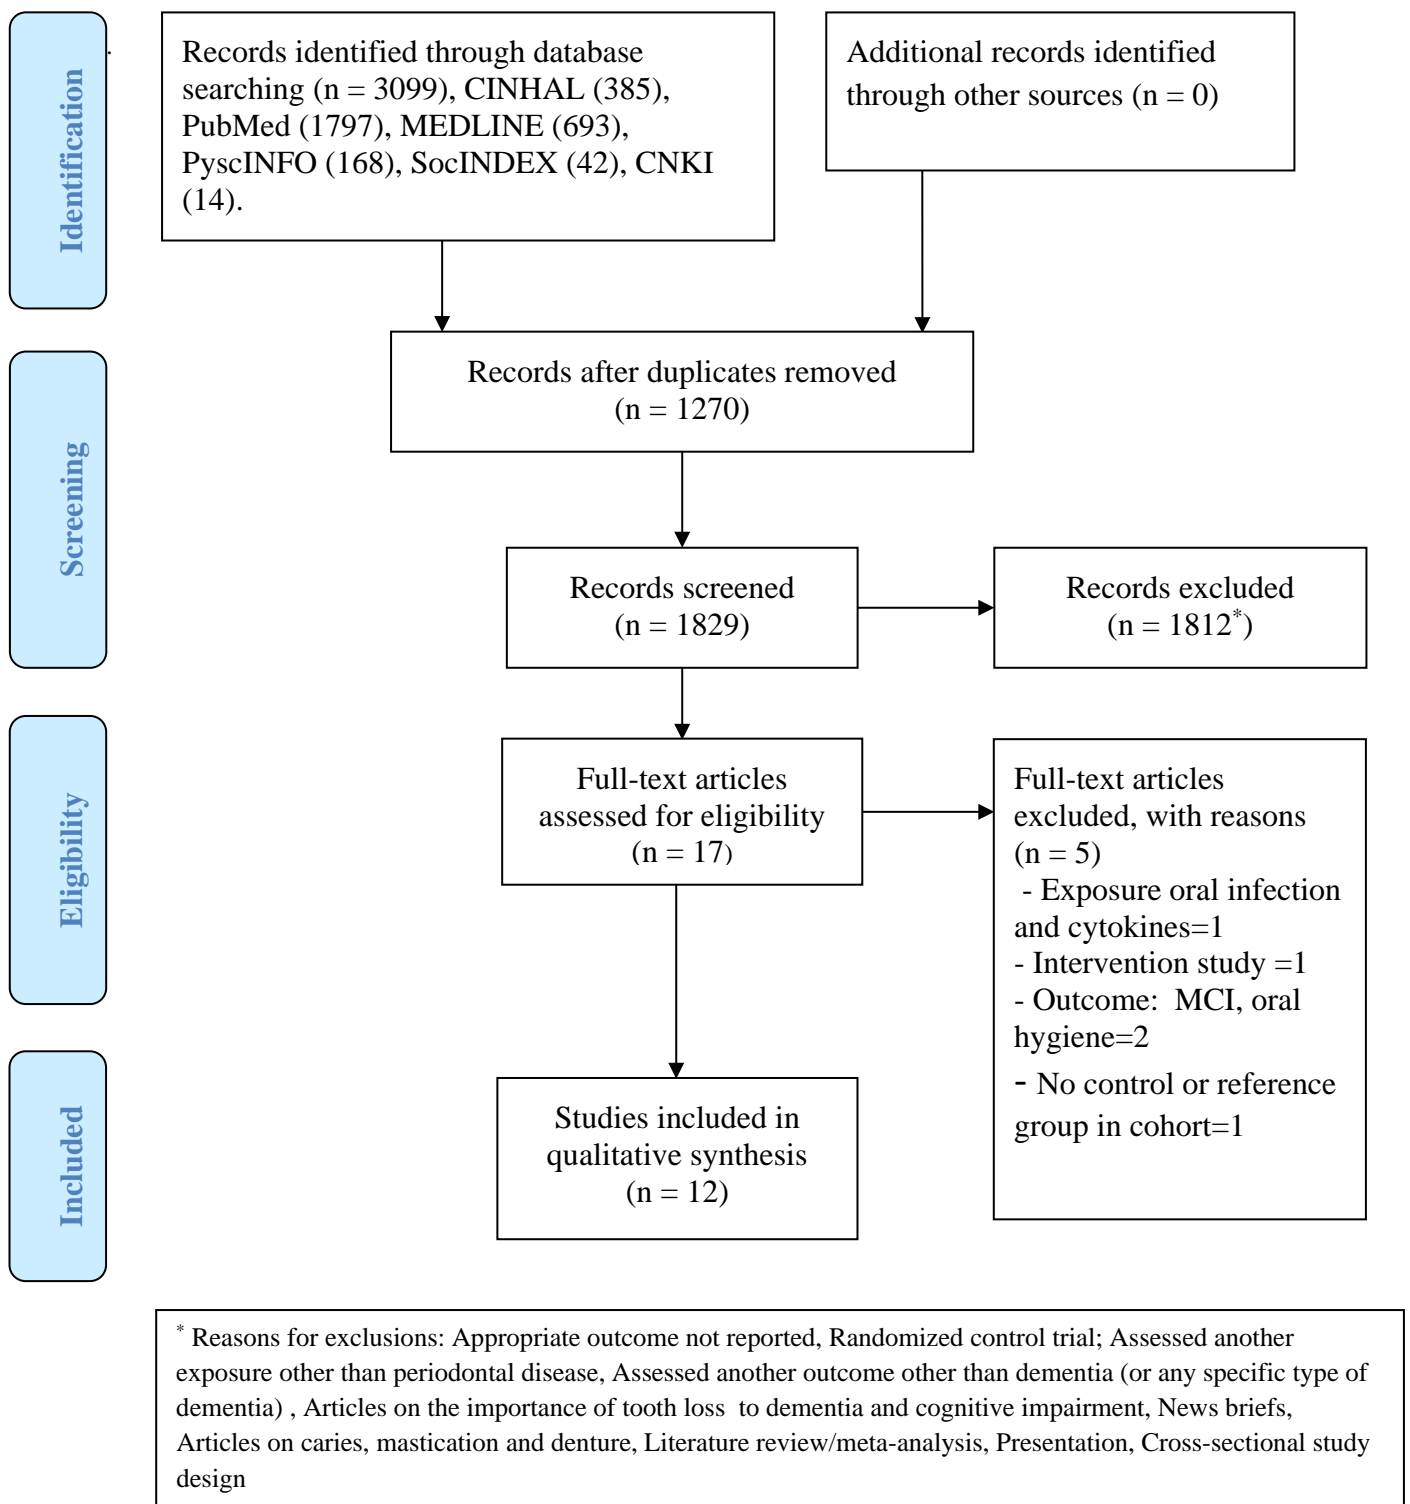 Identification
.
Records identified through database
searching (n = 3099), CINHAL (385),
PubMed (1797), MEDLINE (693),
PyscINFO (168), SocINDEX (42), CNKI
(14).
Additional records identified
through other sources (n = 0)
Screening
Records after duplicates removed
(n = 1270)
Records screened
(n = 1829)
Records excluded
(n = 1812*)
Eligibility
Full-text articles
assessed for eligibility
(n = 17)
Full-text articles
excluded, with reasons
(n = 5)
- Exposure oral infection
and cytokines=1
- Intervention study =1
- Outcome:  MCI, oral
hygiene=2
- No control or reference
group in cohort=1
Included
Studies included in
qualitative synthesis
(n = 12)
* Reasons for exclusions: Appropriate outcome not reported, Randomized control trial; Assessed another
exposure other than periodontal disease, Assessed another outcome other than dementia (or any specific type of
dementia) , Articles on the importance of tooth loss  to dementia and cognitive impairment, News briefs,
Articles on caries, mastication and denture, Literature review/meta-analysis, Presentation, Cross-sectional study
design